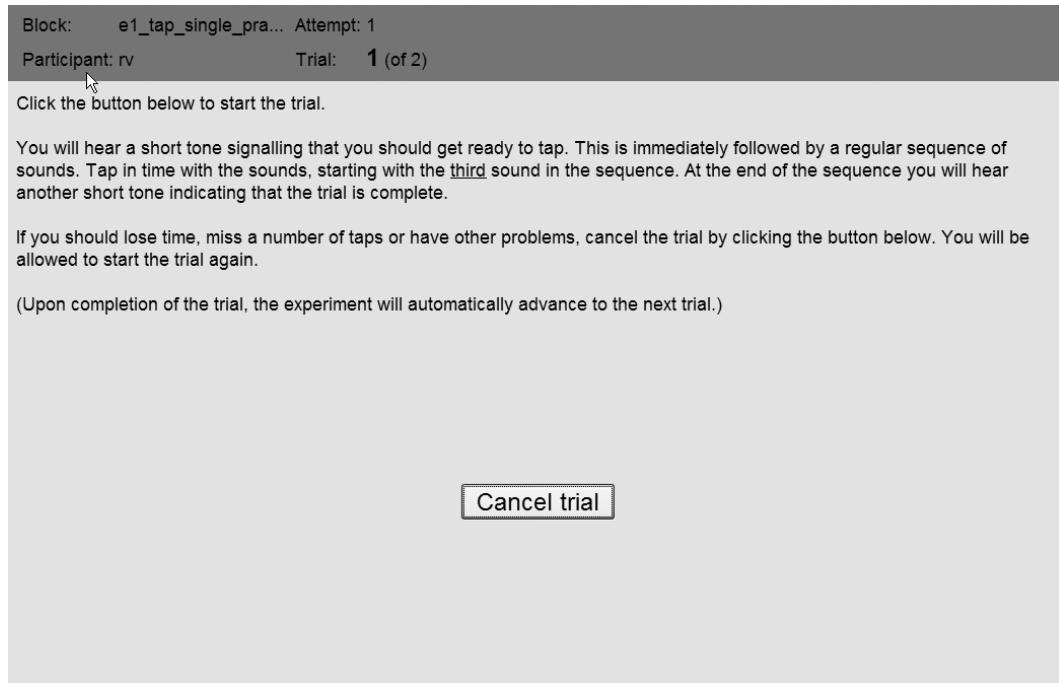 Block: e1_tap_single_pra... Attempt: 1
Participant: rv Trial: 1 (of 2)
Click the button below to start the trial.
You will hear a short tone signalling that you should get ready to tap. This is immediately followed by a regular sequence of
sounds. Tap in time with the sounds, starting with the third sound in the sequence. At the end of the sequence you will hear
another short tone indicating that the trial is complete.
If you should lose time, miss a number of taps or have other problems, cancel the trial by clicking the button below. You will be
allowed to start the trial again.
(Upon completion of the trial, the experiment will automatically advance to the next trial.)
Cancel trial